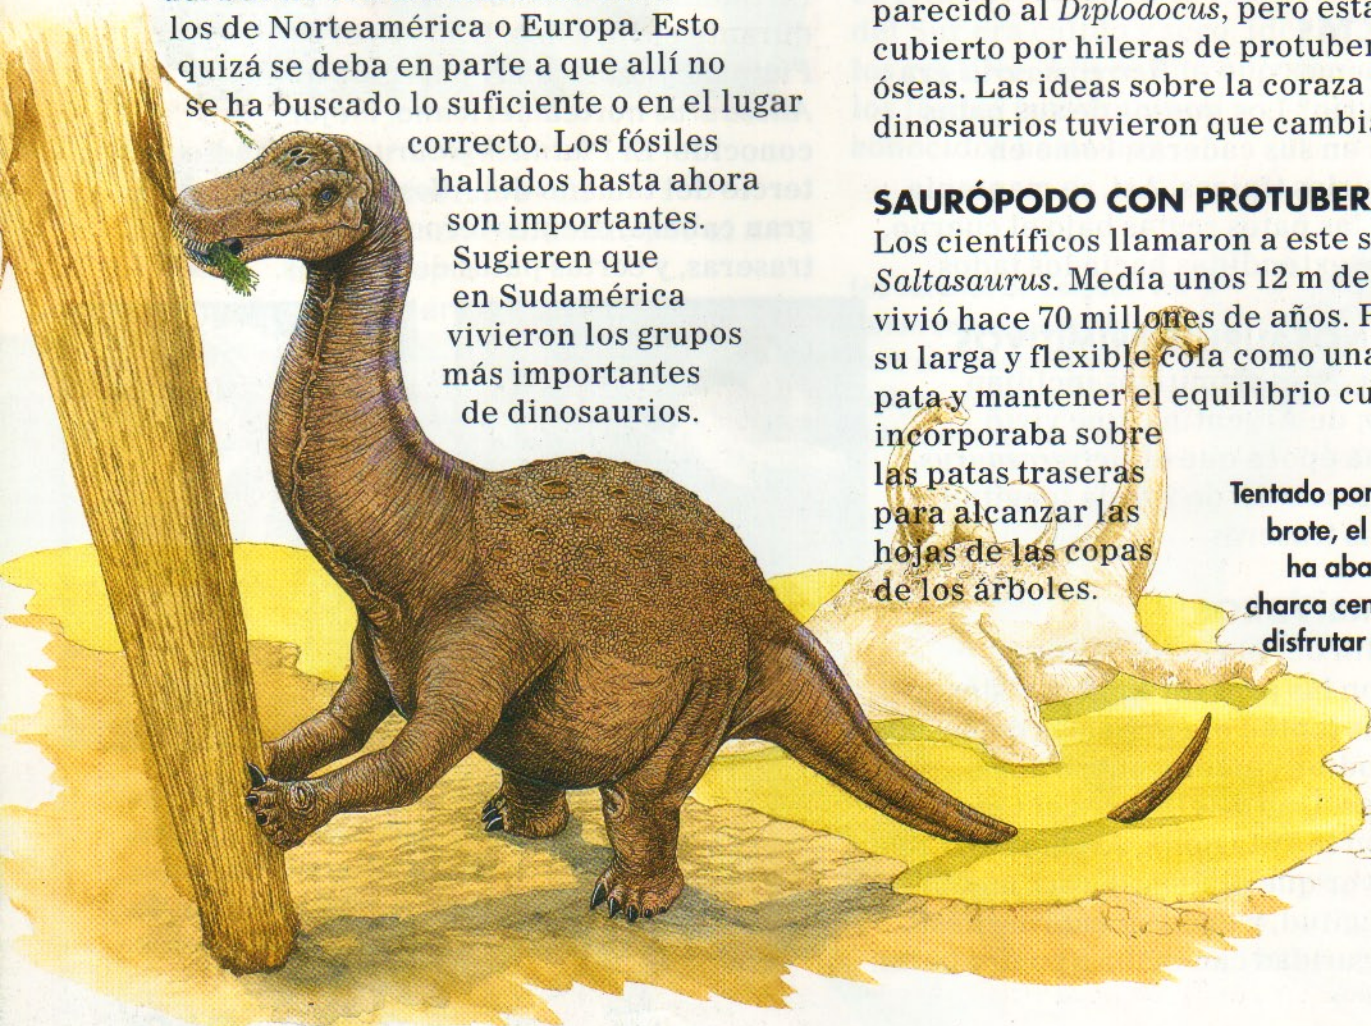 los de Norteamérica o Europa. Esto
quizá se deba en parte a que allí no
se ha buscado lo suficiente o en el lugar
correcto. Los fósiles
hallados hasta ahora
son importantes.
Sugieren que
en Sudamérica
vivieron los grupos
más importantes
de dinosaurios.
parecido al Diplodocus, pero esta
cubierto por hileras de protuber
óseas. Las ideas sobre la coraza
dinosaurios tuvieron que cambia
SAURÓPODO CON PROTUBER
Los científicos llamaron a este s
Saltasaurus. Medía unos 12 m de
vivió hace 70 millones de años.
su larga y flexible cola como una
pata y mantener el equilibrio cu
incorporaba sobre
las patas traseras
para alcanzar las
hojas de las copas
de los árboles.
Tentado por
brote, el
ha aba
charca cer
disfrutar